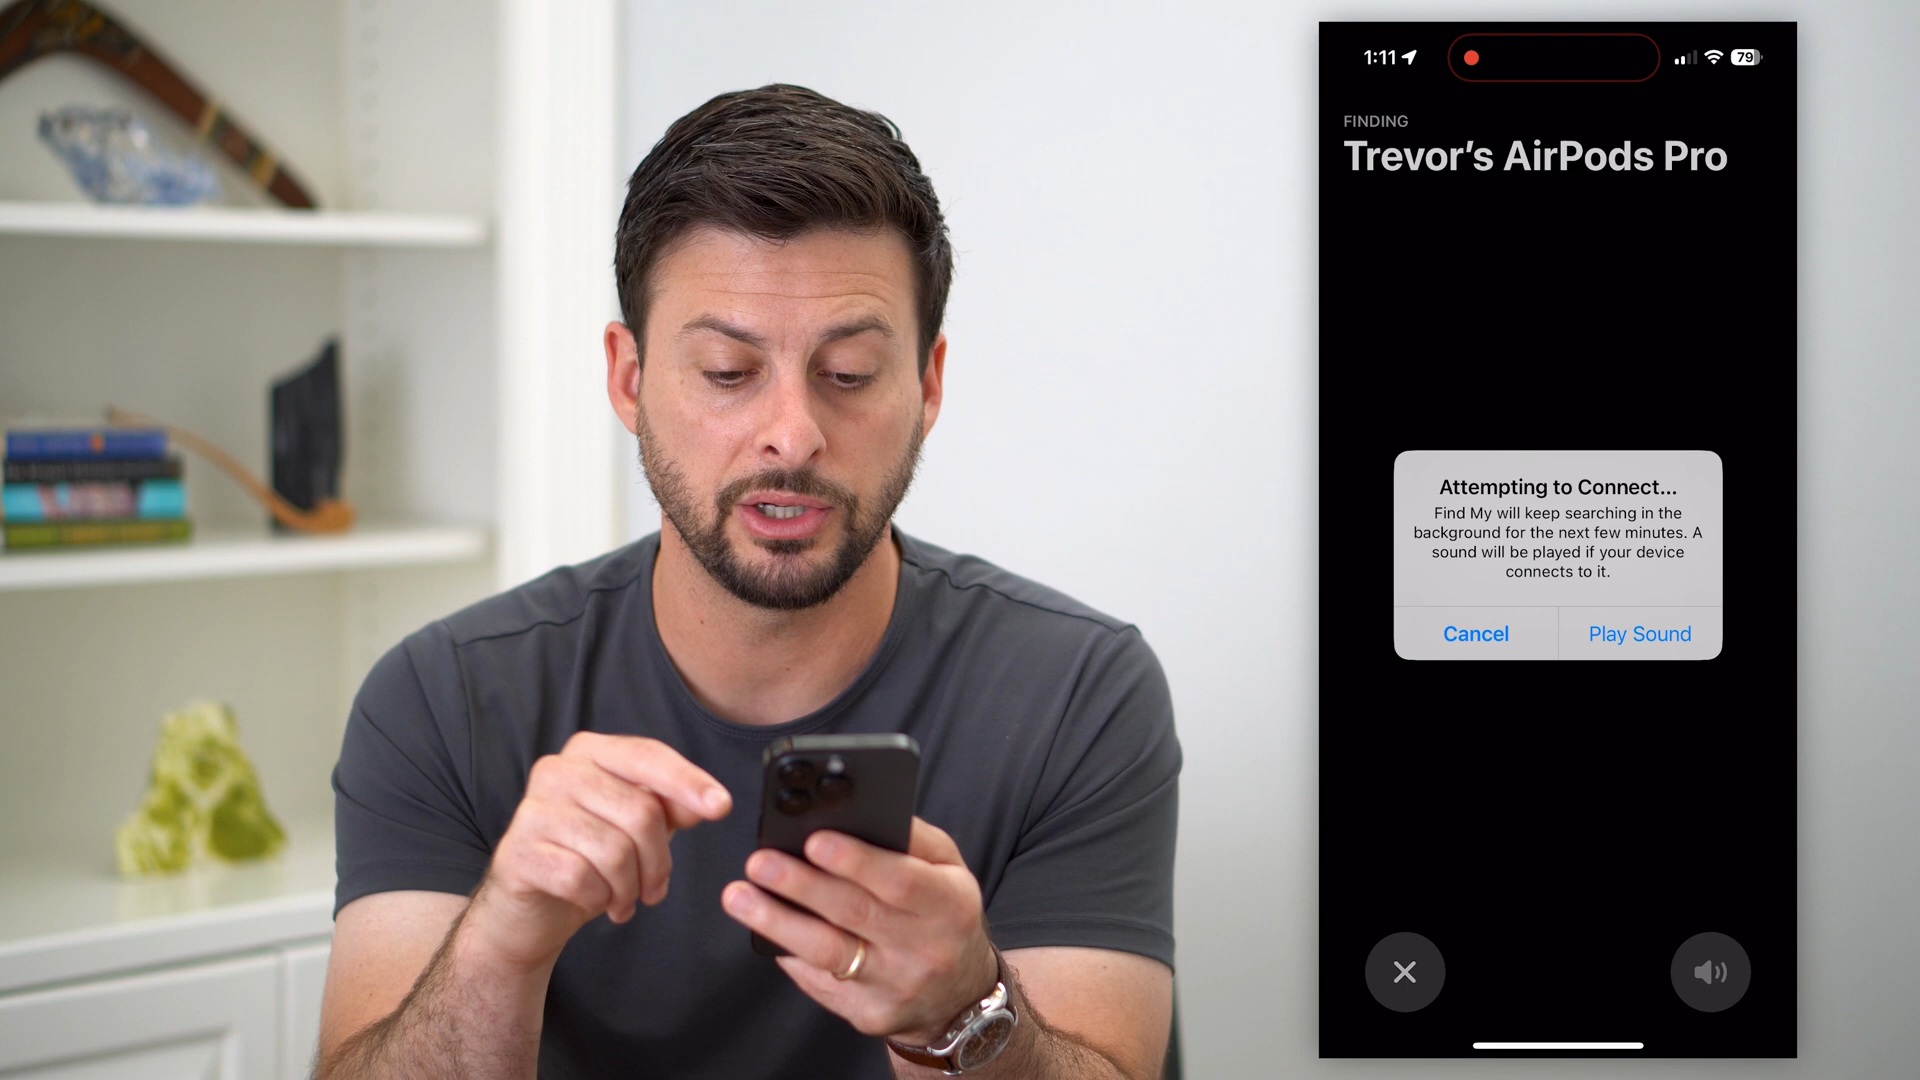 1:11
79
FINDING
Trevor's AirPods Pro
Attempting to Connect...
Find My will keep searching in the
background for the next few minutes. A
sound will be played if your device
connects to it.
Cancel
Play Sound